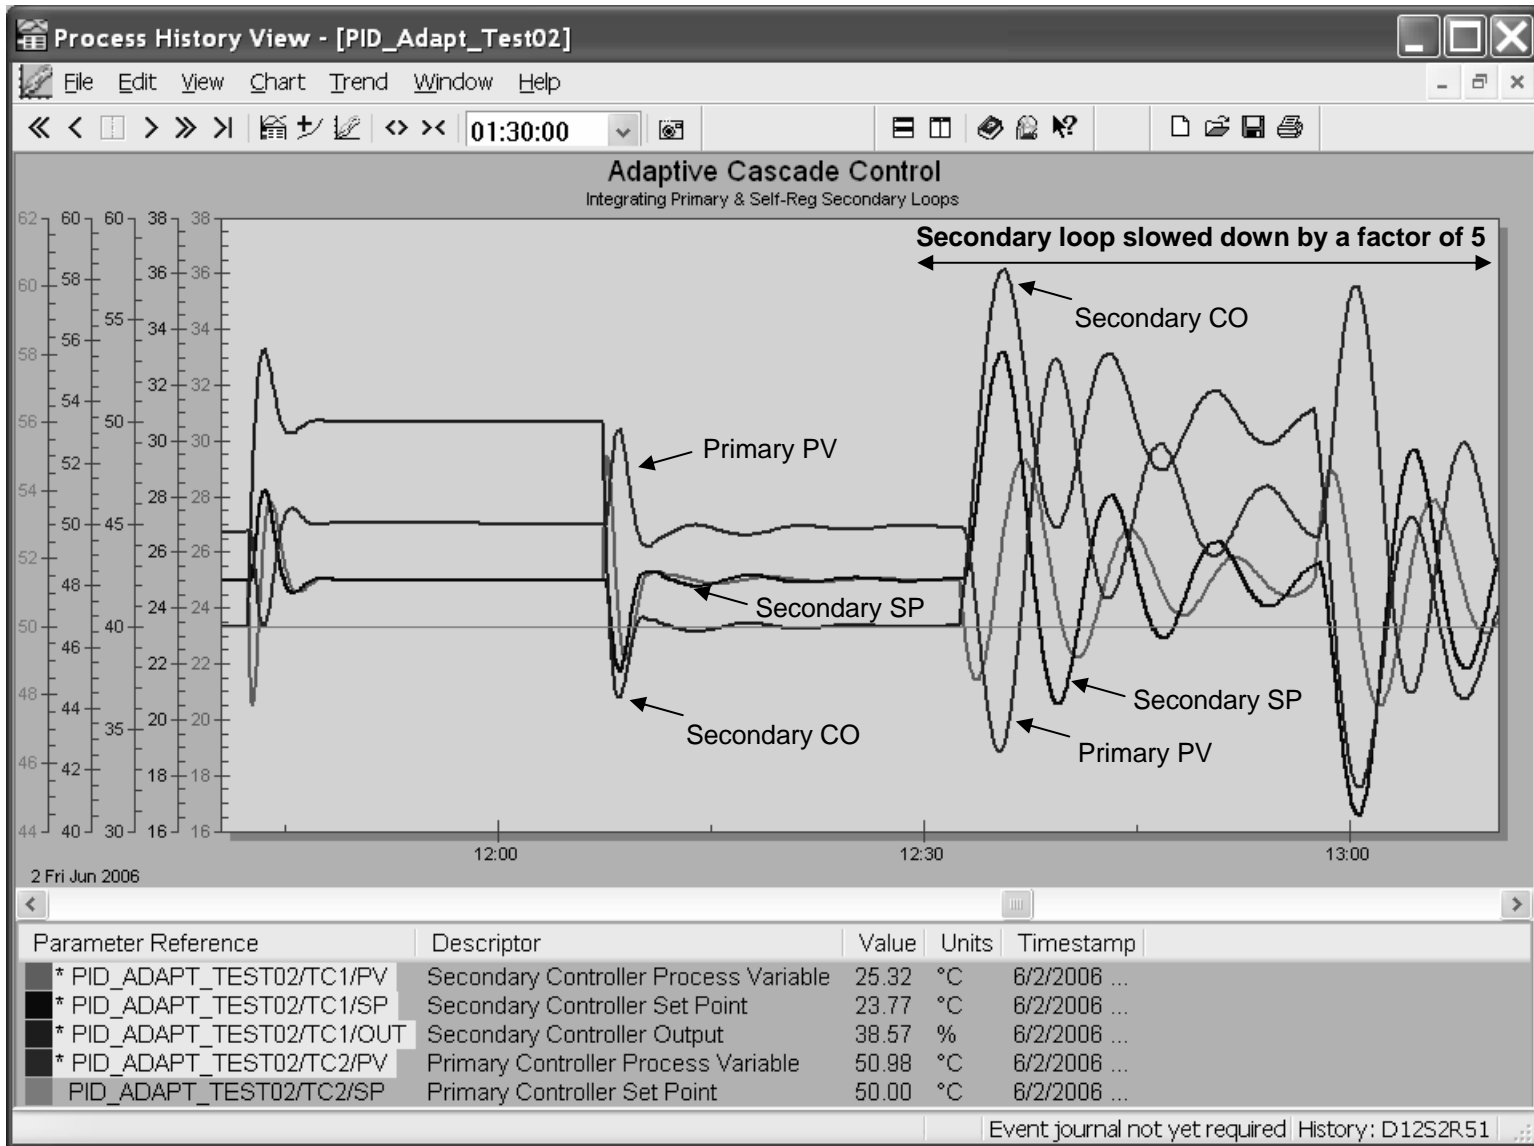 Process History View - [PID_Adapt_Test02]
File Edit View Chart Trend Window Help
01:30:00
Adaptive Cascade Control
Integrating Primary & Self-Reg Secondary Loops
62 60 60 38 38
Secondary loop slowed down by a factor of 5
60 58 36 36
Secondary CO
55 34 34
58 56
32 32
54
56 50 30 30
Primary PV
52
54 28 28
50 45
52 26 26
48
24 24
Secondary SP
50 40
46
22 22
48 44
Secondary SP
35 20 20
Secondary CO
Primary PV
46 42
18 18
44 40 30 16 16
12:00 12:30 13:00
2 Fri Jun 2006
Parameter Reference Descriptor Value Units Timestamp
* PID_ADAPT_TEST02/TC1/PV Secondary Controller Process Variable 25.32 °C 6/2/2006 ...
* PID_ADAPT_TEST02/TC1/SP Secondary Controller Set Point 23.77 °C 6/2/2006 ...
* PID_ADAPT_TEST02/TC1/OUT Secondary Controller Output 38.57 % 6/2/2006 ...
* PID_ADAPT_TEST02/TC2/PV Primary Controller Process Variable 50.98 °C 6/2/2006 ...
PID_ADAPT_TEST02/TC2/SP Primary Controller Set Point 50.00 °C 6/2/2006 ...
Event journal not yet required History: D12S2R51